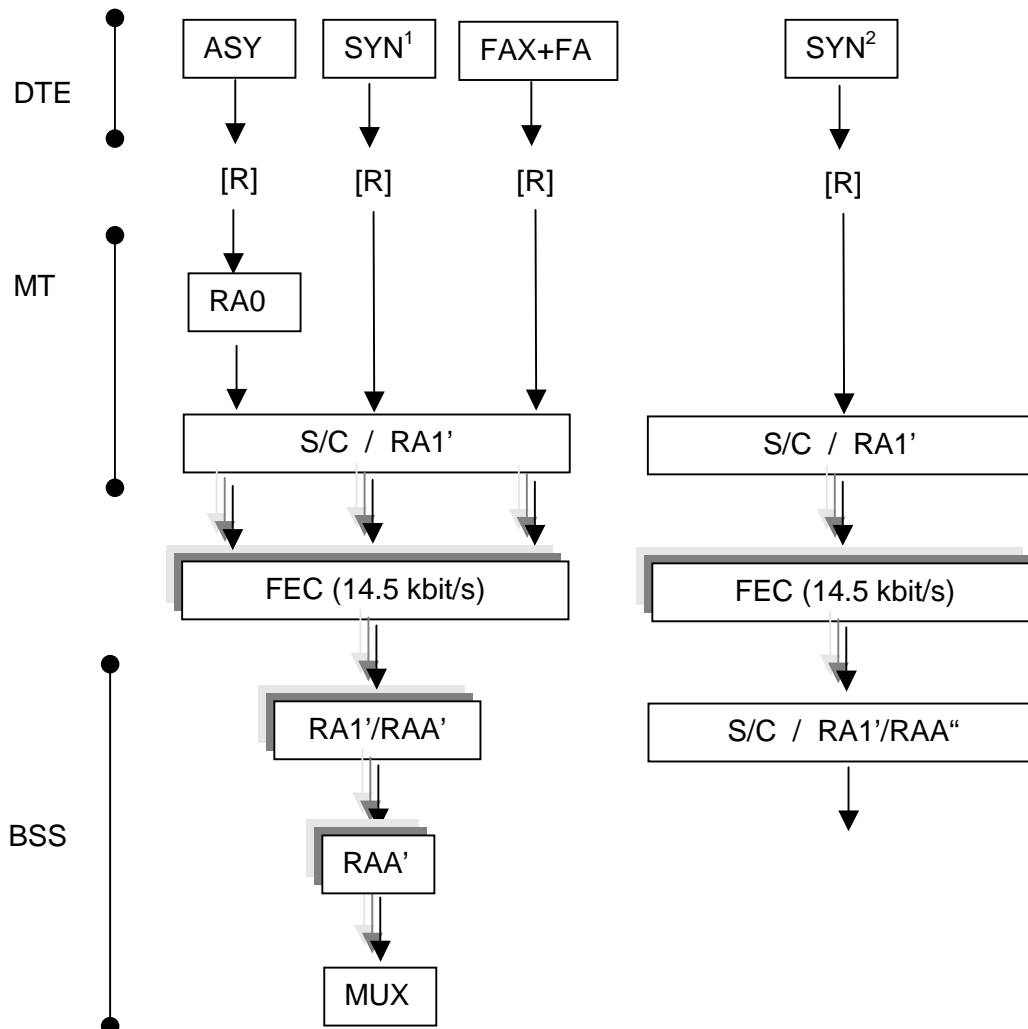 ASY SYN¹ FAX+FA SYN²
DTE
[R] [R] [R] [R]
MT
RA0
S/C / RA1’ S/C / RA1’
FEC (14.5 kbit/s) FEC (14.5 kbit/s)
RA1’/RAA’ S/C / RA1’/RAA“
BSS
RAA’
MUX